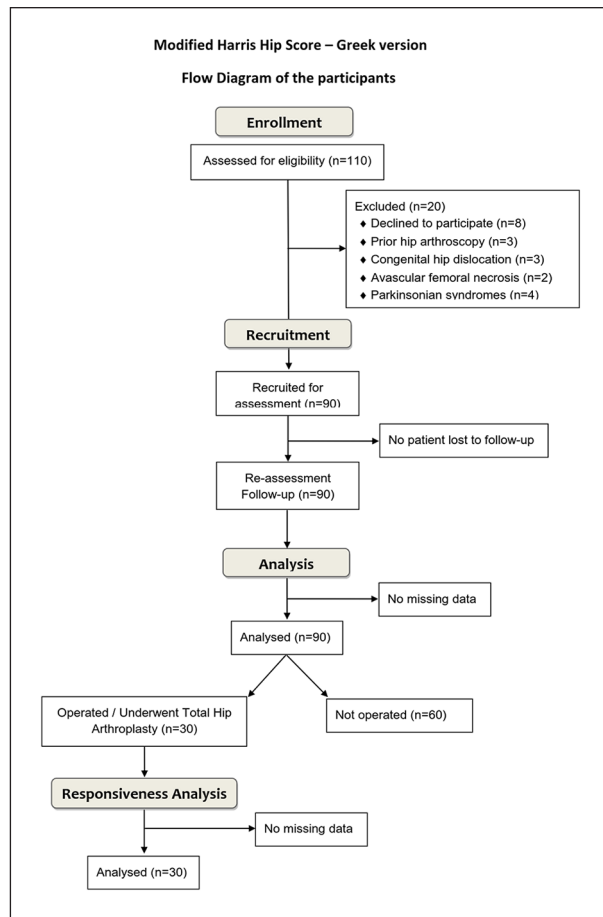 Modified Harris Hip Score – Greek version
Flow Diagram of the participants
Enrollment
Assessed for eligibility (n=110)
Excluded (n=20)
♦ Declined to participate (n=8)
♦ Prior hip arthroscopy (n=3)
♦ Congenital hip dislocation (n=3)
♦ Avascular femoral necrosis (n=2)
♦ Parkinsonian syndromes (n=4)
Recruitment
Recruited for
assessment (n=90)
No patient lost to follow-up
Re-assessment
Follow-up (n=90)
Analysis
No missing data
Analysed (n=90)
Operated / Underwent Total Hip
Arthroplasty (n=30)
Not operated (n=60)
Responsiveness Analysis
No missing data
Analysed (n=30)